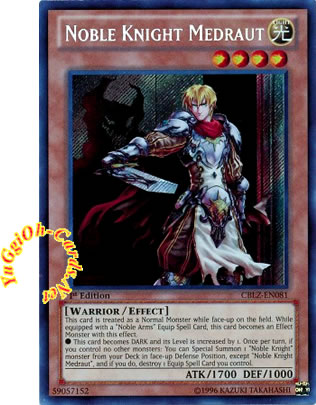 NOBLE KNIGHT MEDRAUT
LIGHT
光
YuGgiOh-Cards.Net
1st Edition
CBLZ-EN081
[WARRIOR / EFFECT]
This card is treated as a Normal Monster while face-up on the field. While
equipped with a "Noble Arms" Equip Spell Card, this card becomes an Effect
Monster with this effect.
● This card becomes DARK and its Level is increased by 1. Once per turn, if
you control no other monsters: You can Special Summon 1 "Noble Knight"
monster from your Deck in face-up Defense Position, except "Noble Knight
Medraut", and if you do, destroy 1 Equip Spell Card you control.
ATK/1700 DEF/1000
59057152
©1996 KAZUKI TAKAHASHI